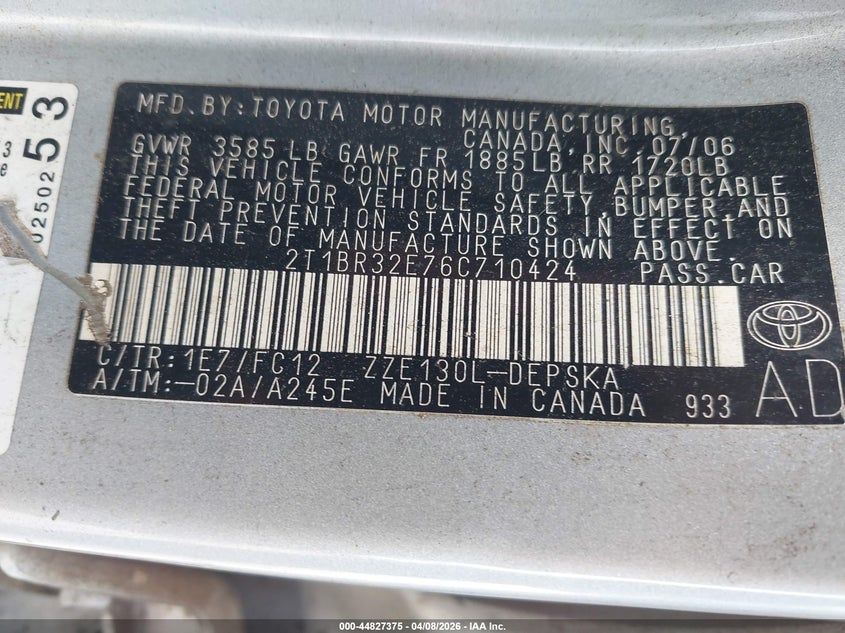 ENT
3
e
02502 53
MFD. BY: TOYOTA MOTOR MANUFACTURING,
CANADA, INC. 07/06
GVWR 3585 LB GAWR FR 1885LB RR 1720LB
THIS VEHICLE CONFORMS TO ALL APPLICABLE
FEDERAL MOTOR VEHICLE SAFETY, BUMPER AND
THEFT PREVENTION STANDARDS IN EFFECT ON
THE DATE OF MANUFACTURE SHOWN ABOVE.
2T1BR32E76C710424 PASS. CAR
C/TR: 1E7/FC12 ZZE130L-DEPSKA
A/TM: -02A/A245E MADE IN CANADA 933 AD
000-44827375 - 04/08/2026 - IAA Inc.